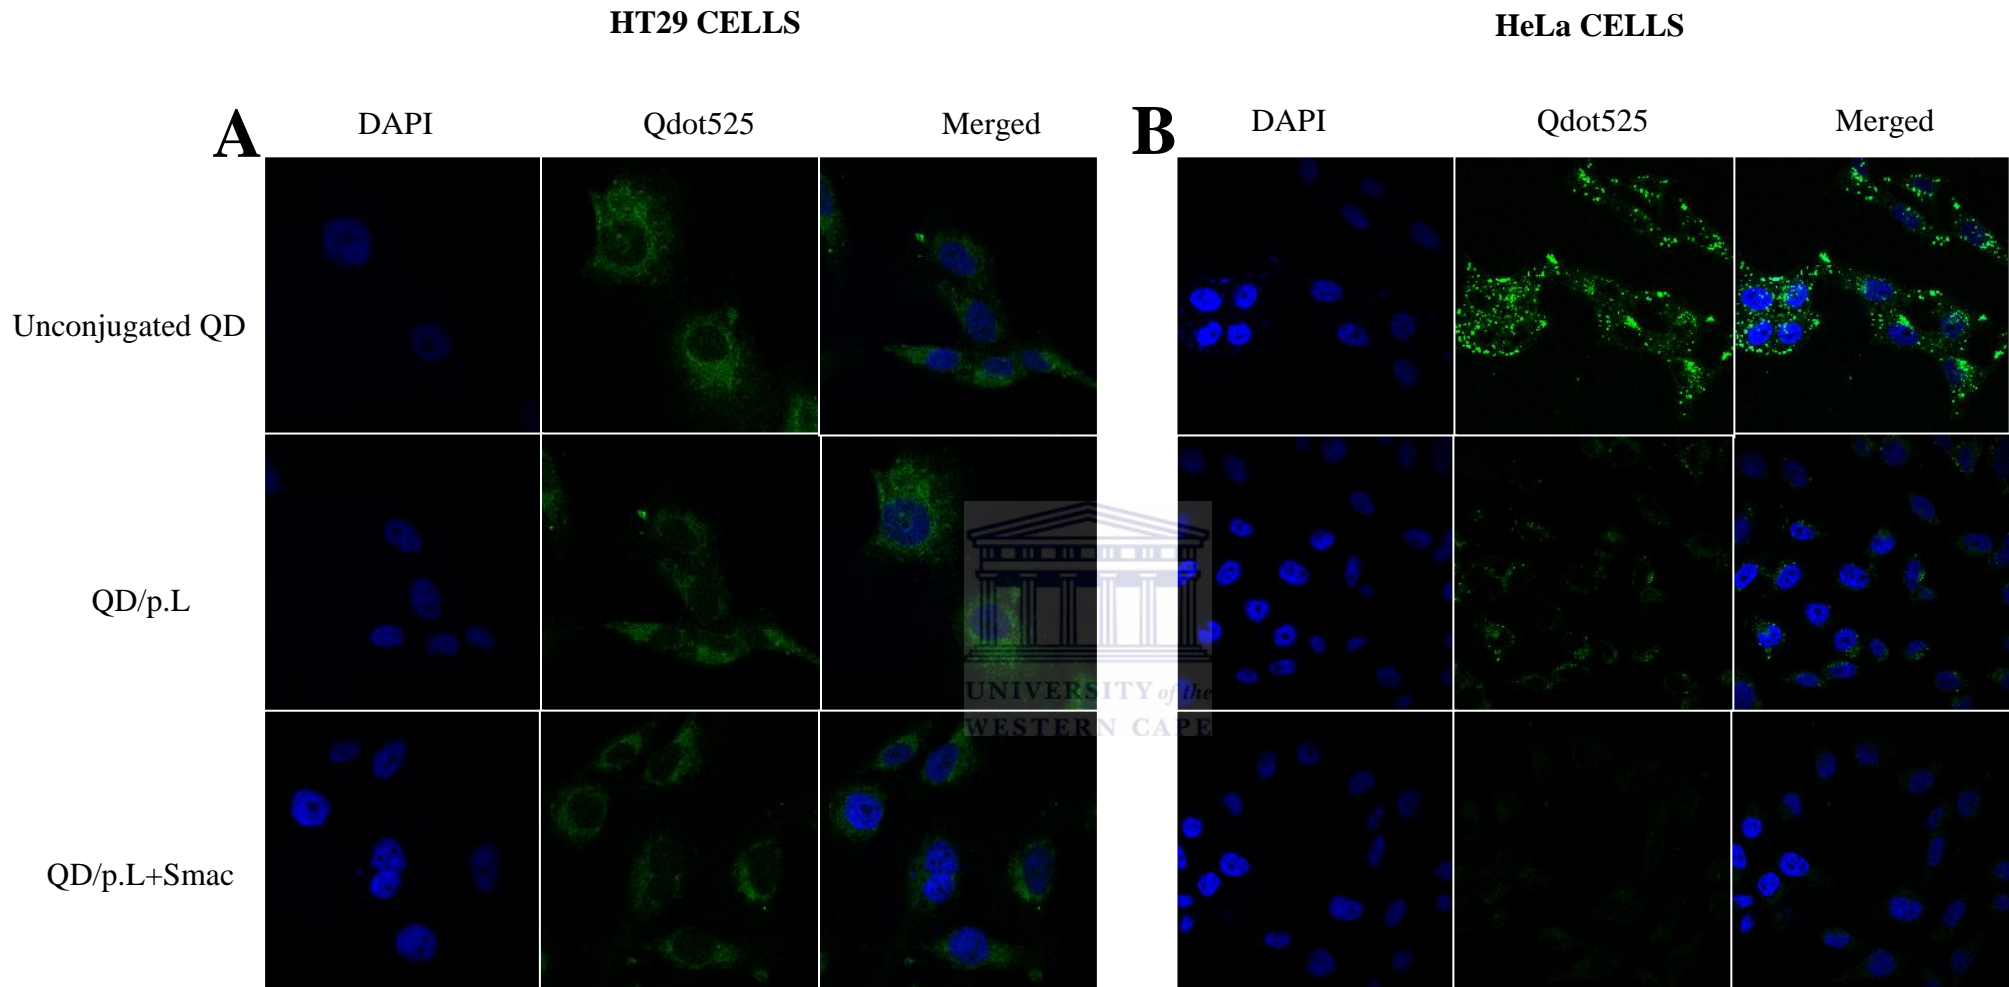 HT29 CELLS
HeLa CELLS
A
DAPI
Qdot525
Merged
B
DAPI
Qdot525
Merged
Unconjugated QD
QD/p.L
UNIVERSITY of the
WESTERN CAPE
QD/p.L+Smac